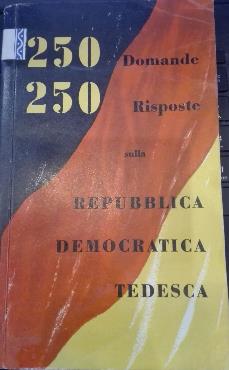 250 Domande
250 Risposte
sulla
REPUBBLICA
DEMOCRATICA
TEDESCA